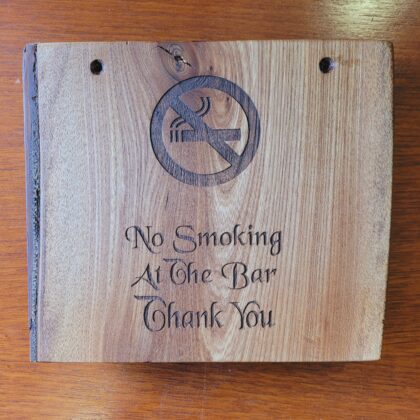 No Smoking
At The Bar
Thank You